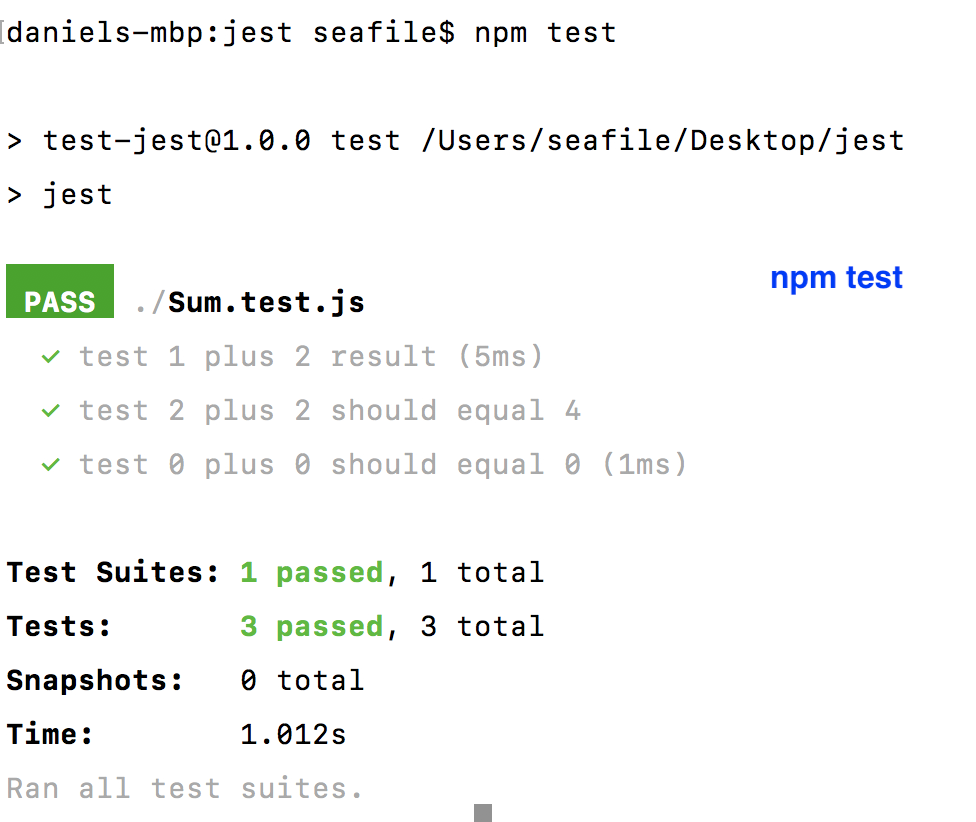 daniels-mbp:jest seafile$ npm test
> test-jest@1.0.0 test /Users/seafile/Desktop/jest
> jest
npm test
PASS ./Sum.test.js
✓ test 1 plus 2 result (5ms)
✓ test 2 plus 2 should equal 4
✓ test 0 plus 0 should equal 0 (1ms)
Test Suites: 1 passed, 1 total
Tests: 3 passed, 3 total
Snapshots: 0 total
Time: 1.012s
Ran all test suites.